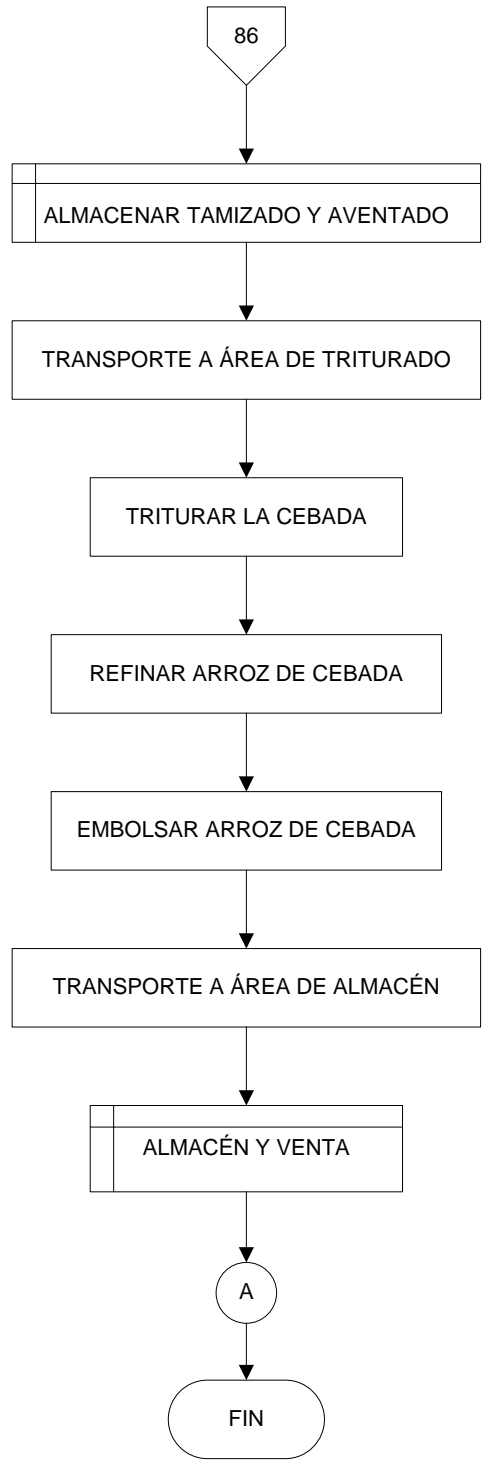 86
ALMACENAR TAMIZADO Y AVENTADO
TRANSPORTE A ÁREA DE TRITURADO
TRITURAR LA CEBADA
REFINAR ARROZ DE CEBADA
EMBOLSAR ARROZ DE CEBADA
TRANSPORTE A ÁREA DE ALMACÉN
ALMACÉN Y VENTA
A
FIN